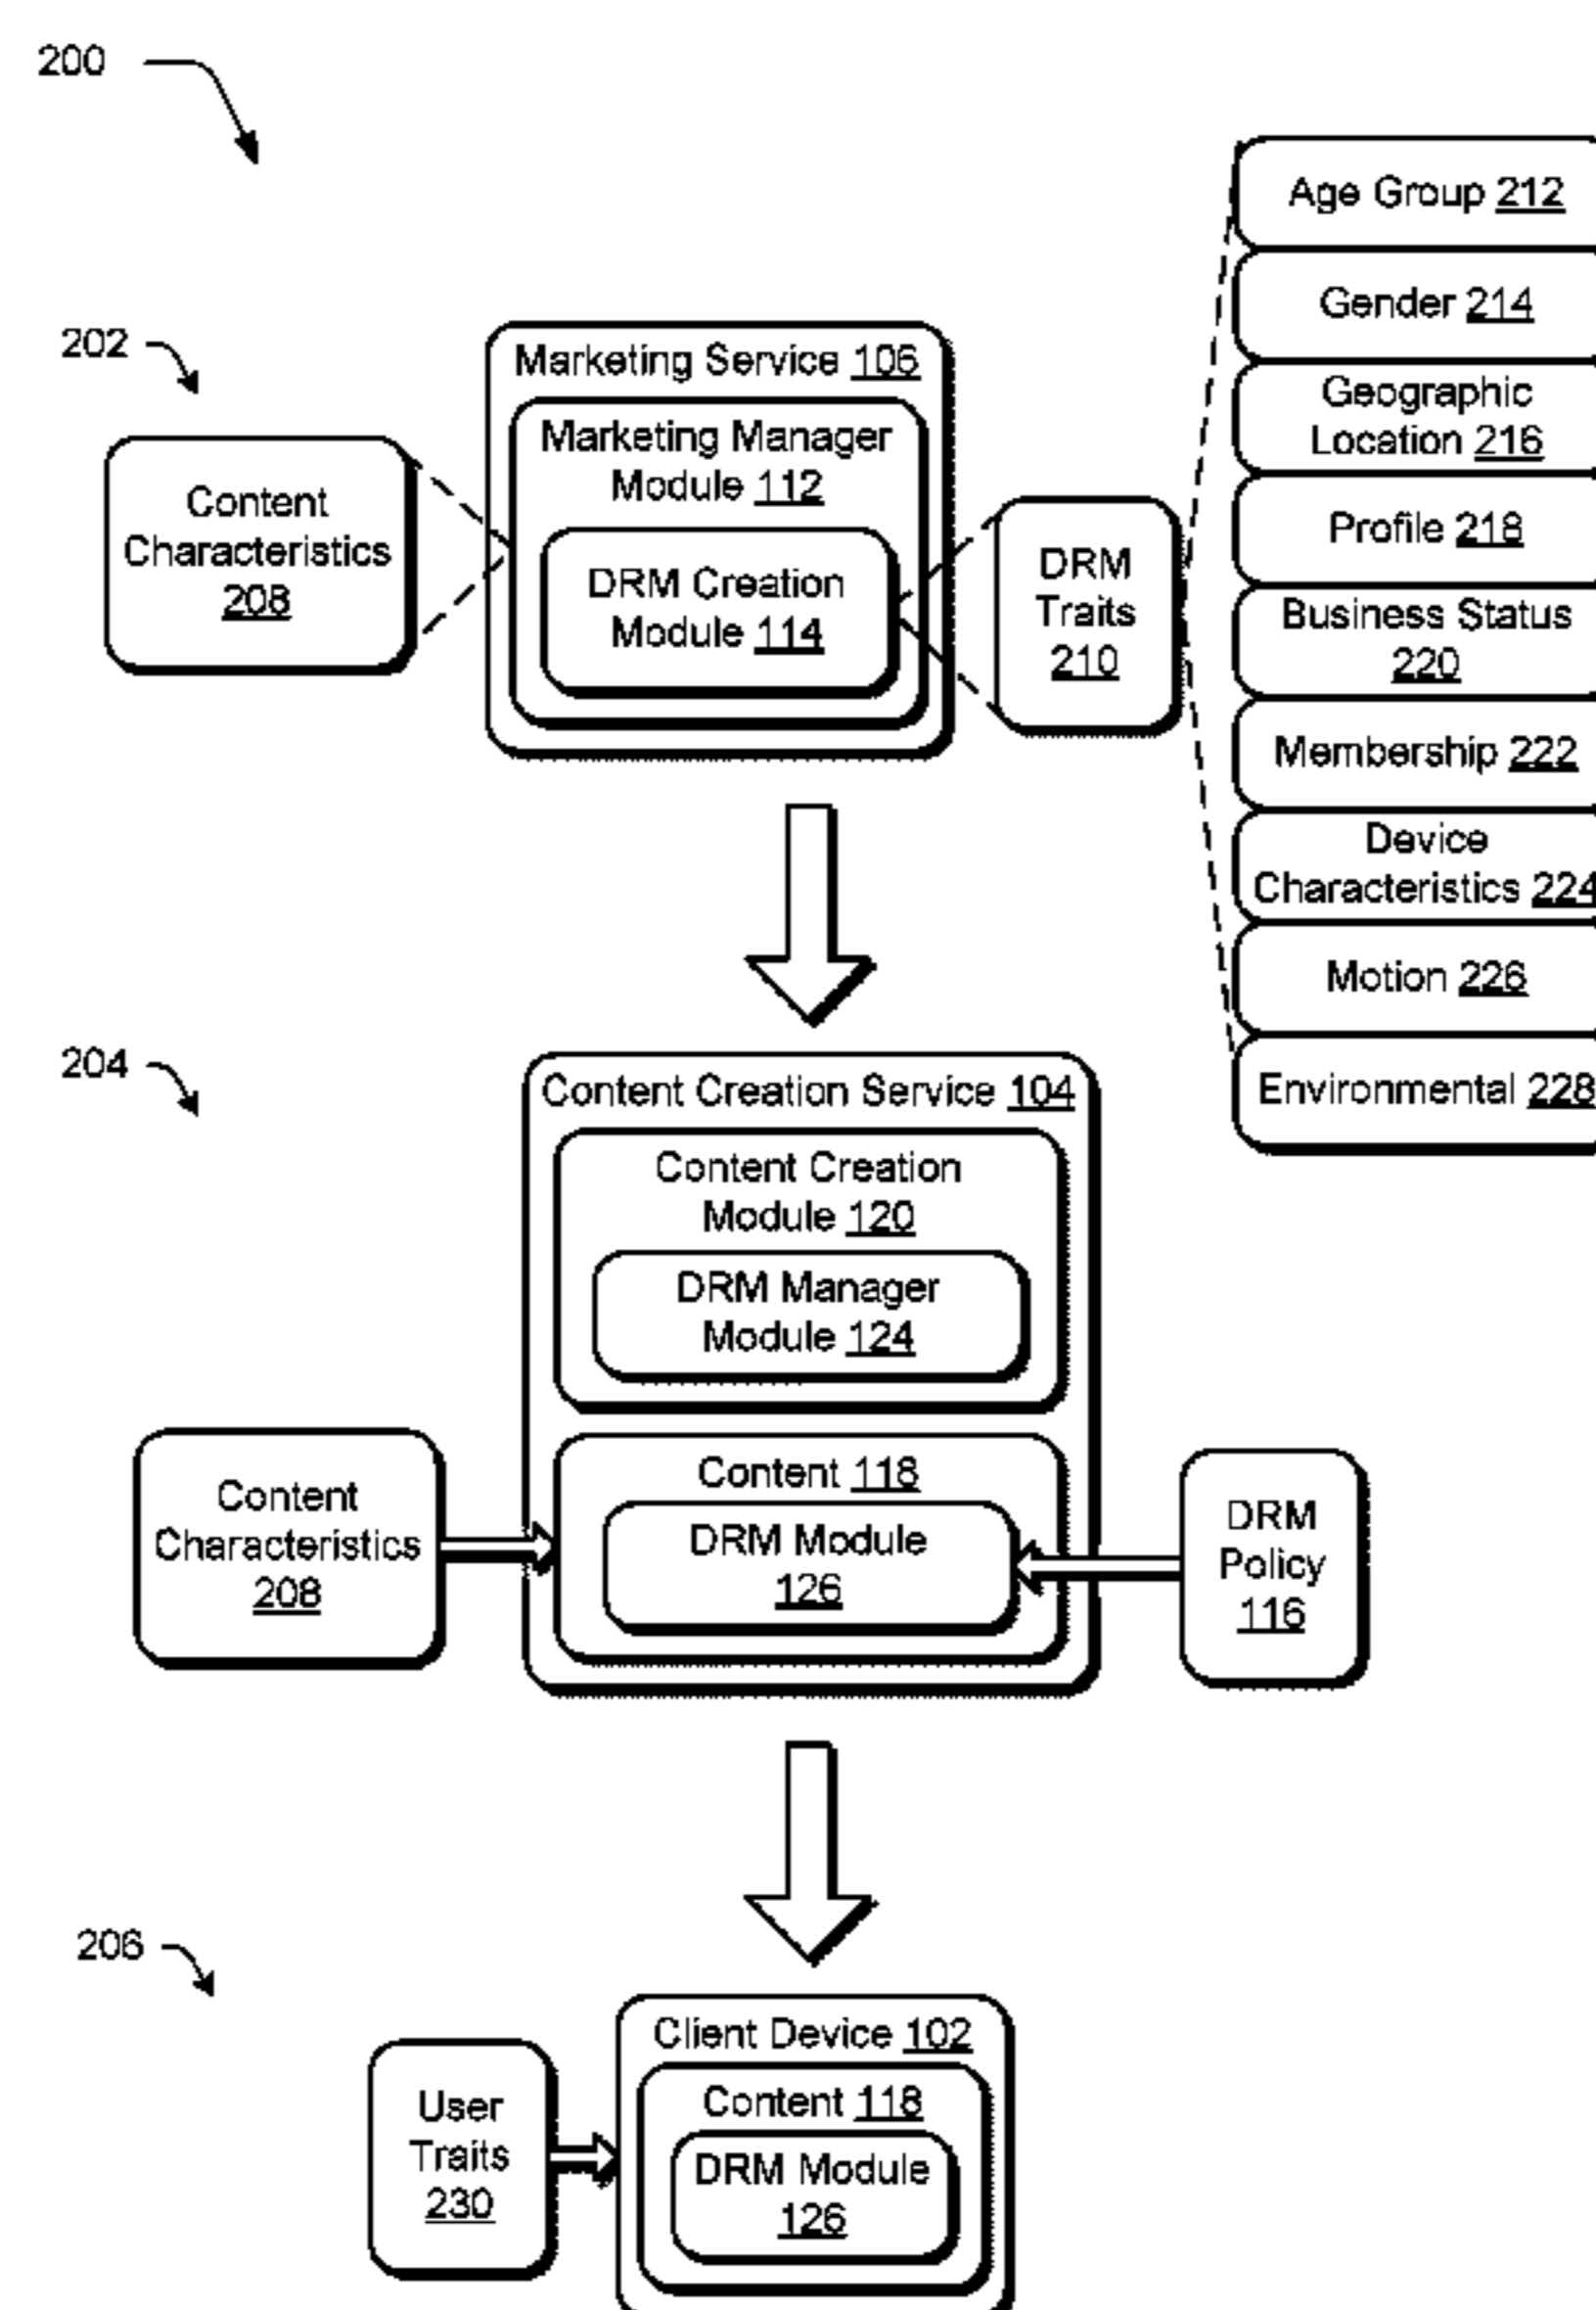 200
202
Content
Characteristics
208
Marketing Service 106
Marketing Manager
Module 112
DRM Creation
Module 114
DRM
Traits
210
Age Group 212
Gender 214
Geographic
Location 216
Profile 218
Business Status
220
Membership 222
Device
Characteristics 224
Motion 226
Environmental 228
204
Content Creation Service 104
Content Creation
Module 120
DRM Manager
Module 124
Content
Characteristics
208
Content 118
DRM Module
126
DRM
Policy
116
206
User
Traits
230
Client Device 102
Content 118
DRM Module
126